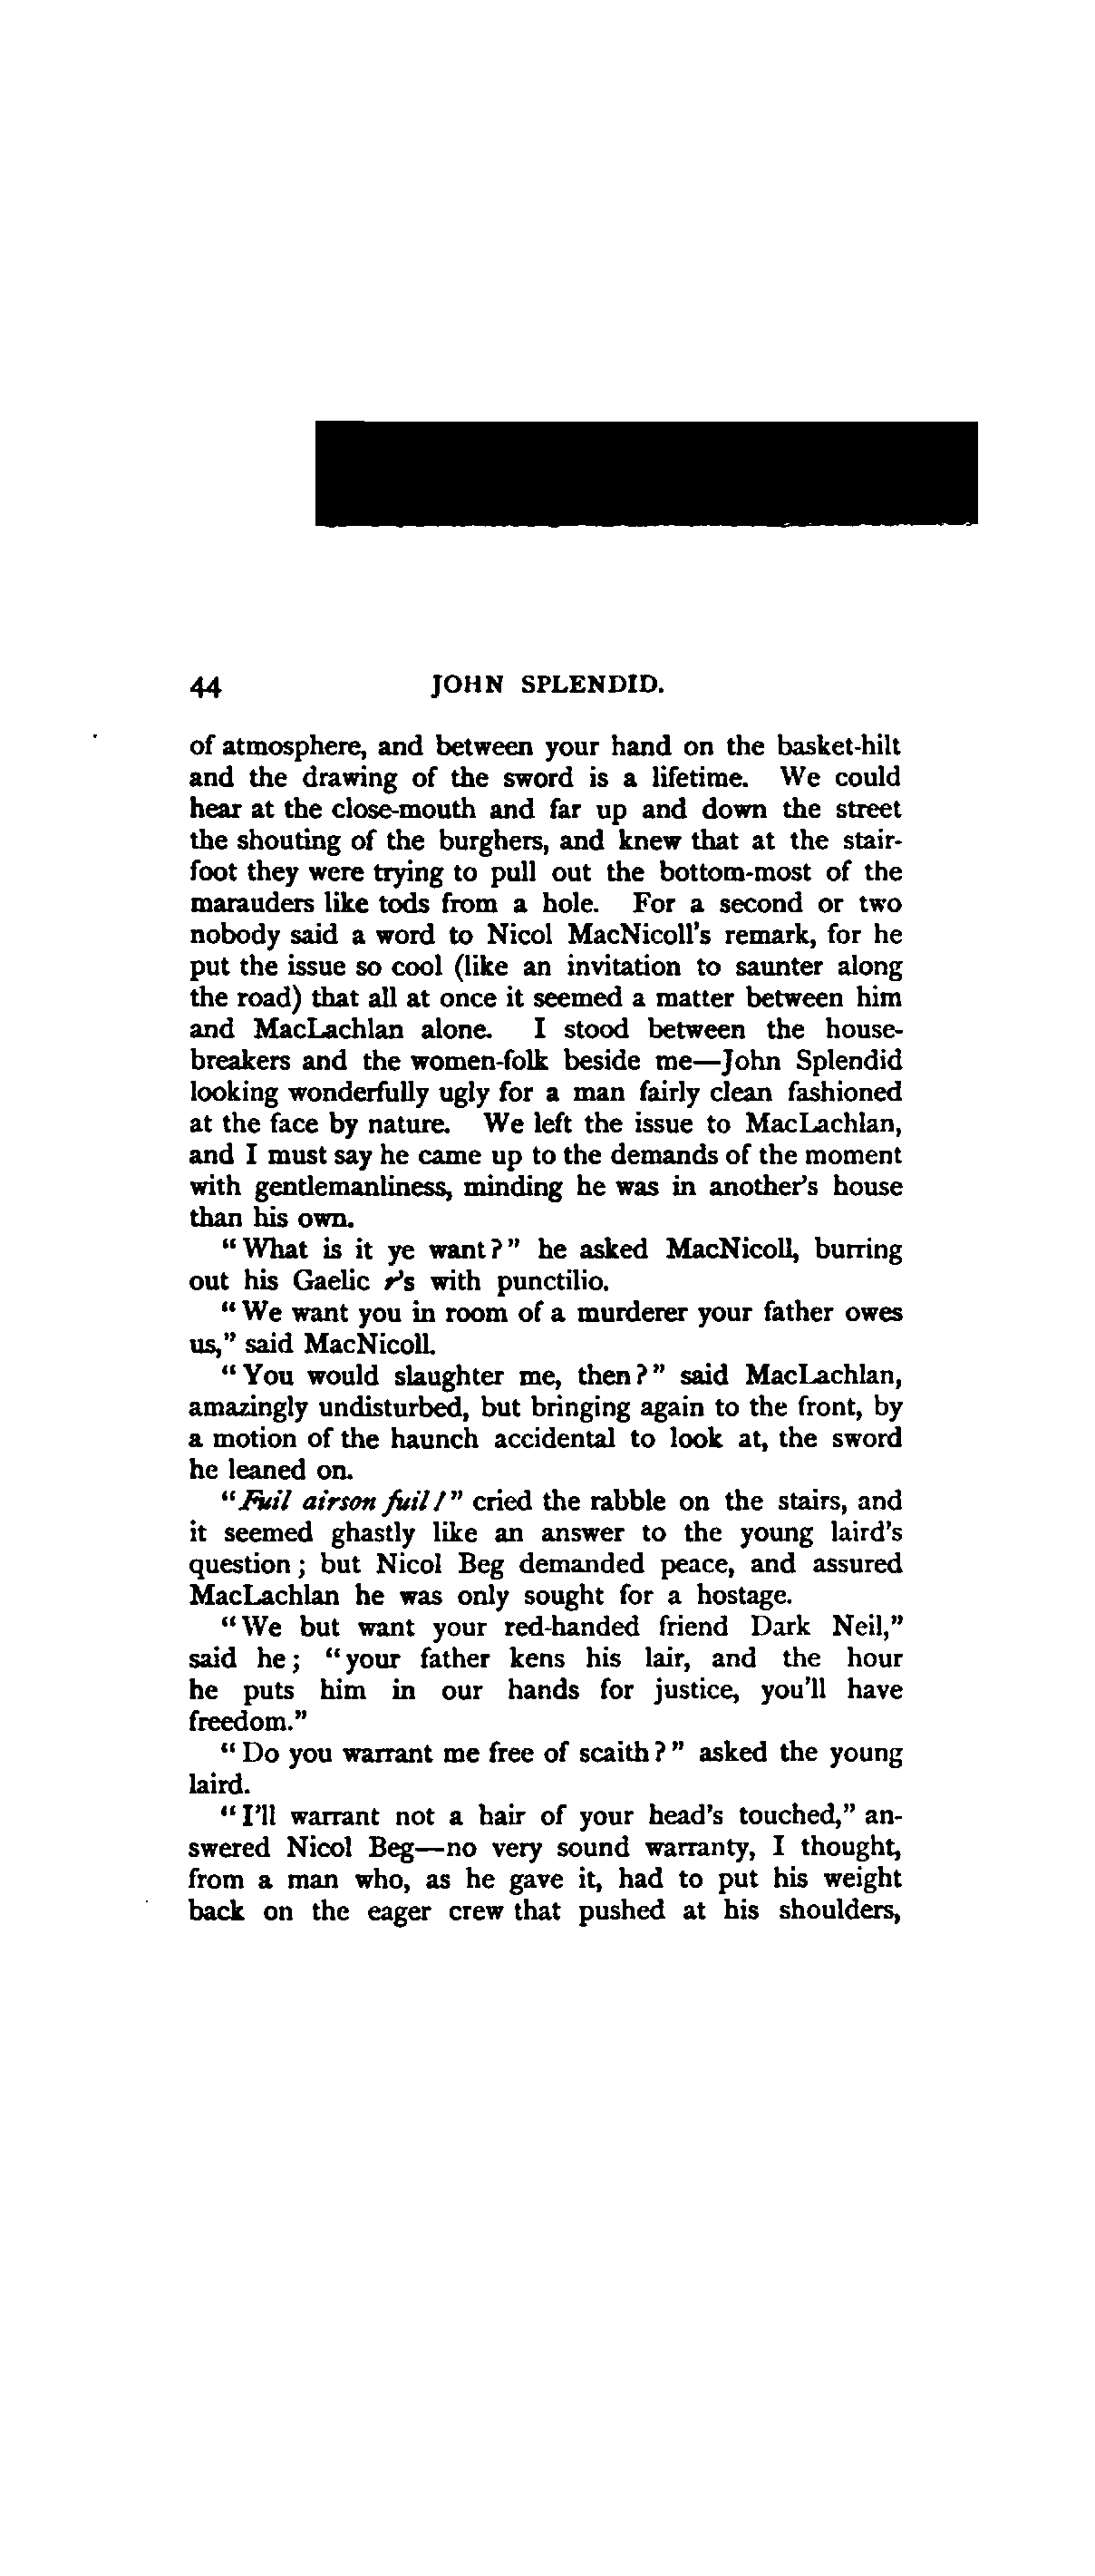 44 JOHN SPLENDID.
of atmosphere, and between your hand on the basket-hilt
and the drawing of the sword is a lifetime. We could
hear at the close-mouth and far up and down the street
the shouting of the burghers, and knew that at the stair-
foot they were trying to pull out the bottom-most of the
marauders like tods from a hole. For a second or two
nobody said a word to Nicol MacNicoll's remark, for he
put the issue so cool (like an invitation to saunter along
the road) that all at once it seemed a matter between him
and MacLachlan alone. I stood between the house-
breakers and the women-folk beside me—John Splendid
looking wonderfully ugly for a man fairly clean fashioned
at the face by nature. We left the issue to MacLachlan,
and I must say he came up to the demands of the moment
with gentlemanliness, minding he was in another's house
than his own.
"What is it ye want?" he asked MacNicoll, burring
out his Gaelic r's with punctilio.
"We want you in room of a murderer your father owes
us," said MacNicoll.
"You would slaughter me, then?" said MacLachlan,
amazingly undisturbed, but bringing again to the front, by
a motion of the haunch accidental to look at, the sword
he leaned on.
"Fuil airson fuil!" cried the rabble on the stairs, and
it seemed ghastly like an answer to the young laird's
question; but Nicol Beg demanded peace, and assured
MacLachlan he was only sought for a hostage.
"We but want your red-handed friend Dark Neil,"
said he; "your father kens his lair, and the hour
he puts him in our hands for justice, you'll have
freedom."
"Do you warrant me free of scaith?" asked the young
laird.
"I'll warrant not a hair of your head's touched," an-
swered Nicol Beg—no very sound warranty, I thought,
from a man who, as he gave it, had to put his weight
back on the eager crew that pushed at his shoulders,